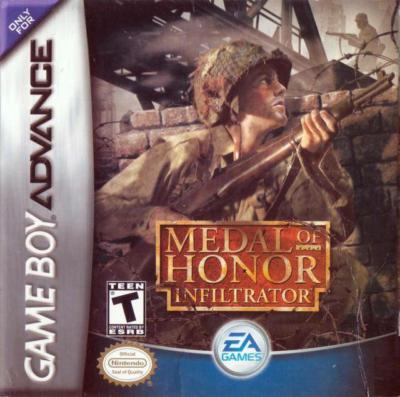 ONLY
FOR
GAME BOY ADVANCE
MEDAL OF
HONOR
INFILTRATOR
TEEN
T
CONTENT RATED BY
ESRB
Official
Nintendo
Seal of Quality
EA
GAMES